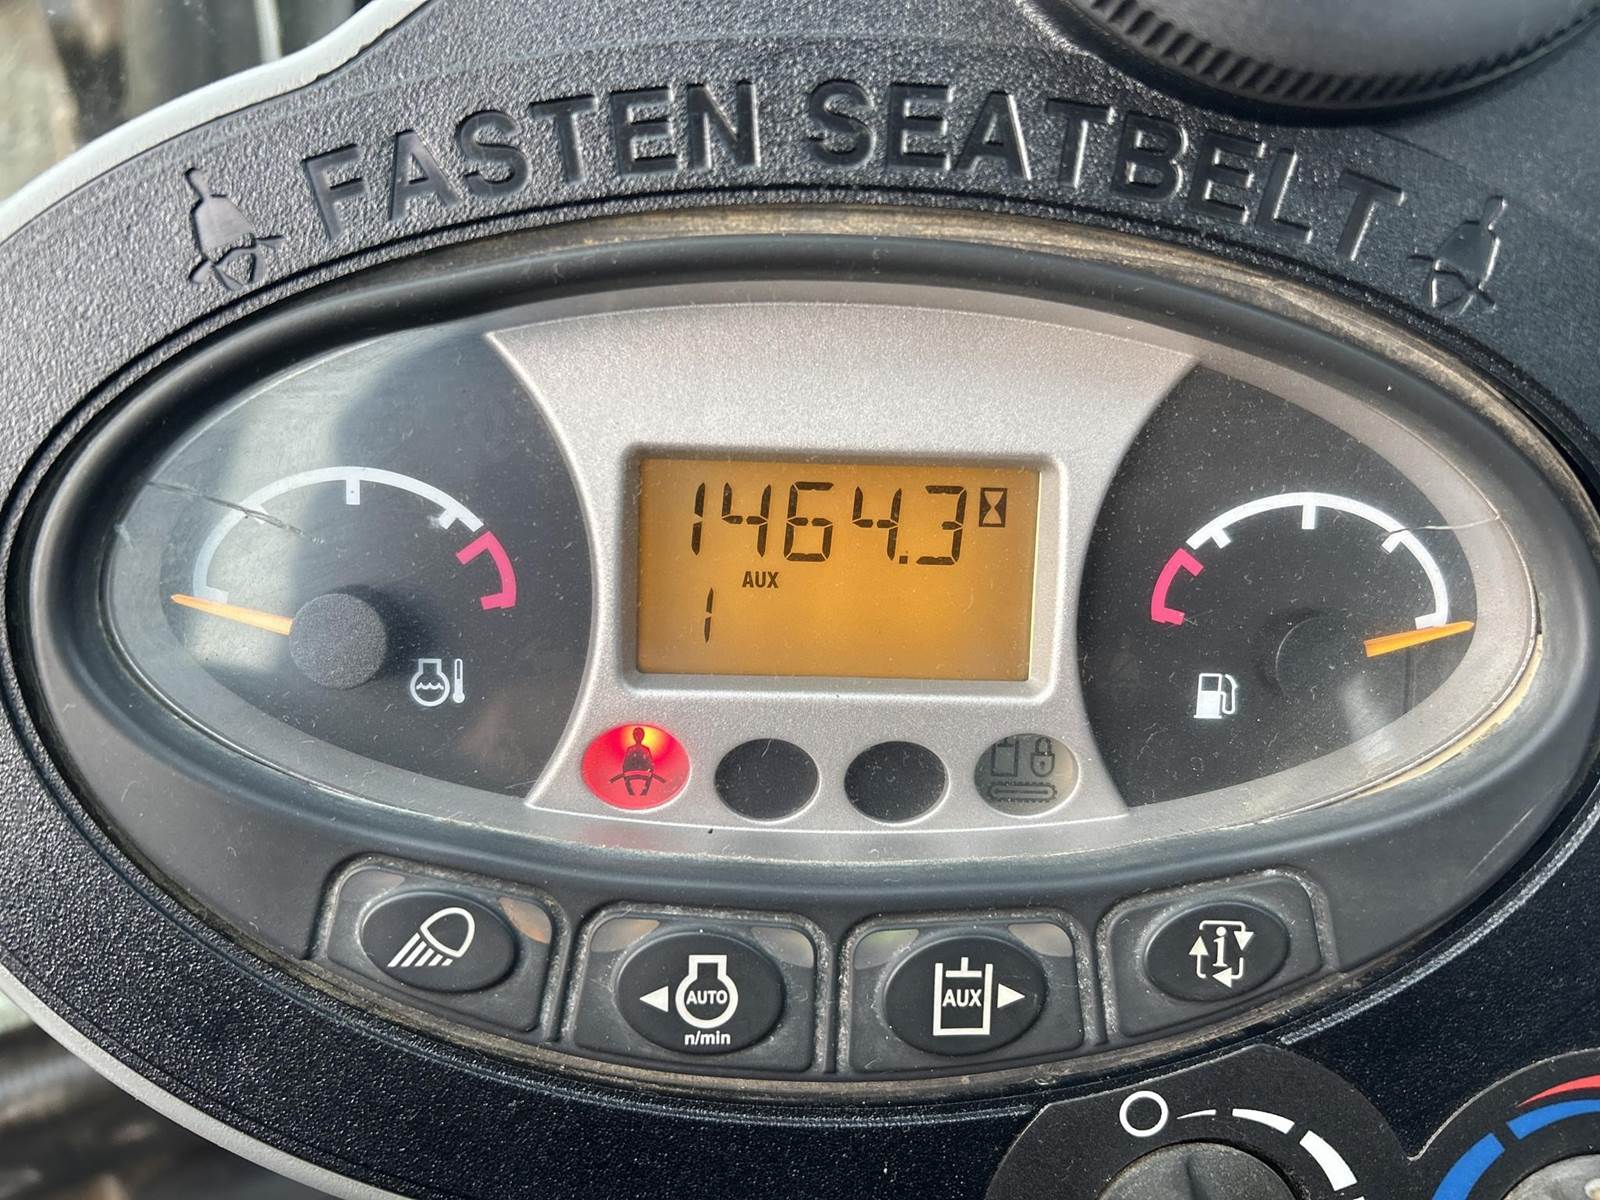 FASTEN SEATBELT
1464.3
AUX
1
AUTO
n/min
AUX
i